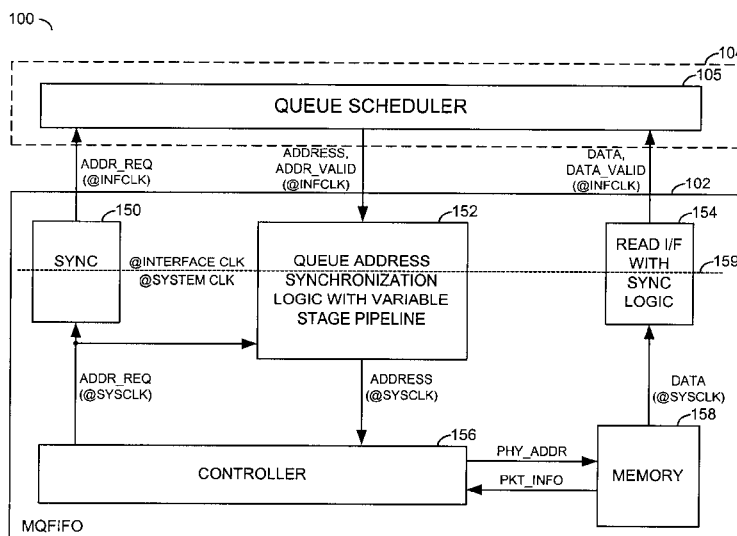 100
104
105
QUEUE SCHEDULER
ADDR_REQ
(@INFCLK)
ADDRESS,
ADDR_VALID
(@INFCLK)
DATA,
DATA_VALID
(@INFCLK)
102
150
152
154
SYNC
@INTERFACE CLK
@SYSTEM CLK
QUEUE ADDRESS
SYNCHRONIZATION
LOGIC WITH VARIABLE
STAGE PIPELINE
READ I/F
WITH
SYNC
LOGIC
159
ADDR_REQ
(@SYSCLK)
ADDRESS
(@SYSCLK)
DATA
(@SYSCLK)
156
158
CONTROLLER
PHY_ADDR
PKT_INFO
MEMORY
MQFIFO